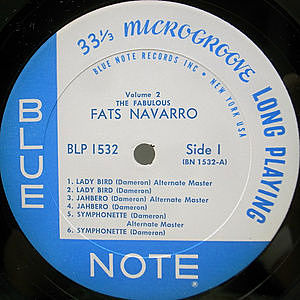 33⅓ MICROGROOVE LONG PLAYING
BLUE NOTE RECORDS INC • NEW YORK USA
Volume 2
THE FABULOUS
FATS NAVARRO
BLP 1532 Side 1
(BN 1532-A)
1. LADY BIRD (Dameron) Alternate Master
2. LADY BIRD (Dameron)
3. JAHBERO (Dameron) Alternate Master
4. JAHBERO (Dameron)
5. SYMPHONETTE (Dameron)
Alternate Master
6. SYMPHONETTE (Dameron)
BLUE
NOTE®